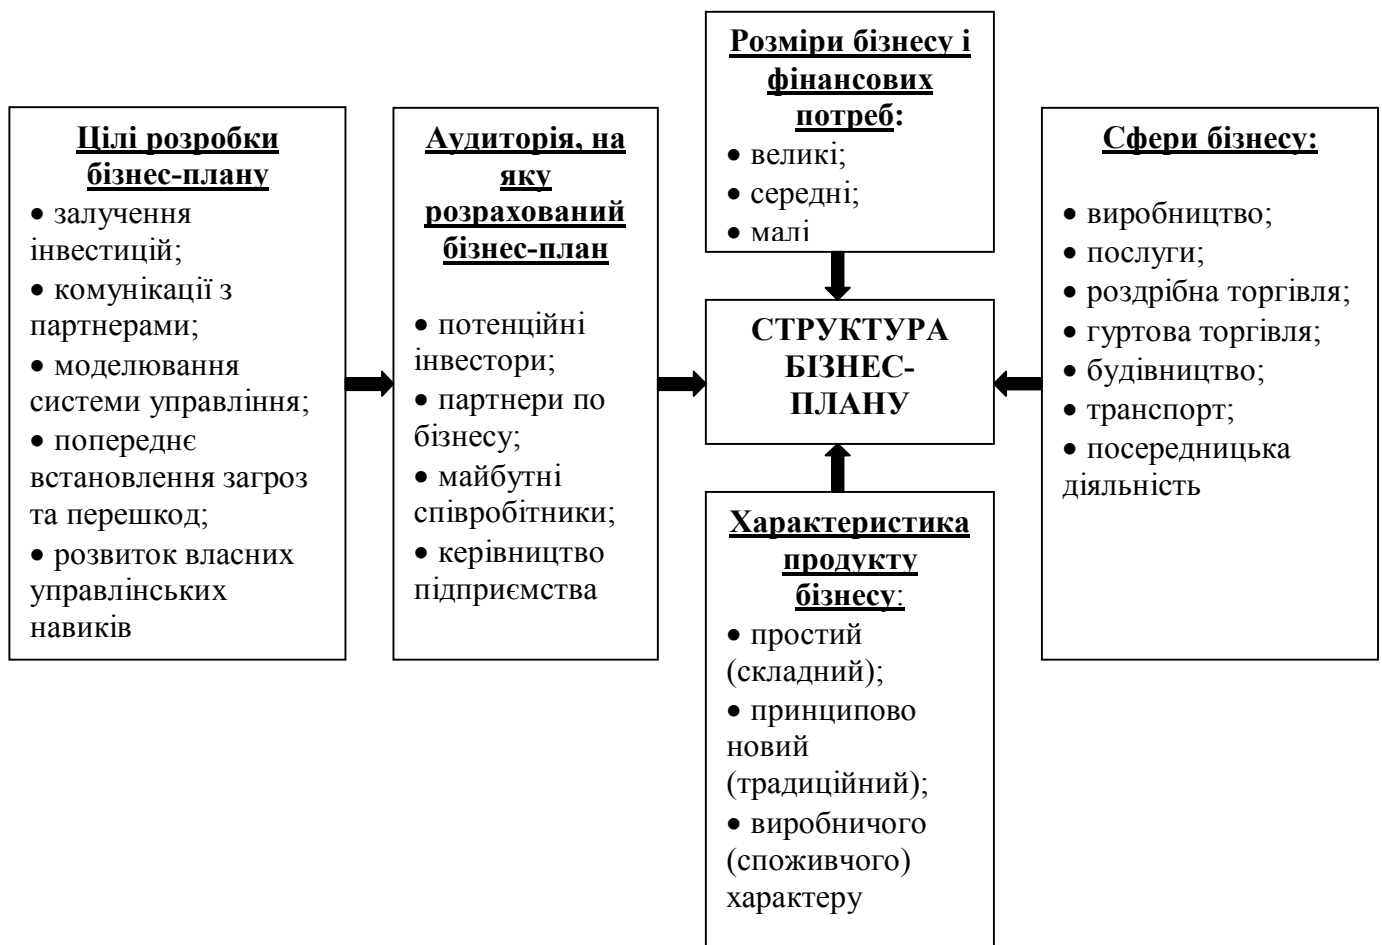 Цілі розробки
бізнес-плану
• залучення
інвестицій;
• комунікації з
партнерами;
• моделювання
системи управління;
• попереднє
встановлення загроз
та перешкод;
• розвиток власних
управлінських
навиків
Аудиторія, на
яку
розрахований
бізнес-план
• потенційні
інвестори;
• партнери по
бізнесу;
• майбутні
співробітники;
• керівництво
підприємства
Розміри бізнесу і
фінансових
потреб:
• великі;
• середні;
• малі
СТРУКТУРА
БІЗНЕС-
ПЛАНУ
Характеристика
продукту
бізнесу:
• простий
(складний);
• принципово
новий
(традиційний);
• виробничого
(споживчого)
характеру
Сфери бізнесу:
• виробництво;
• послуги;
• роздрібна торгівля;
• гуртова торгівля;
• будівництво;
• транспорт;
• посередницька
діяльність